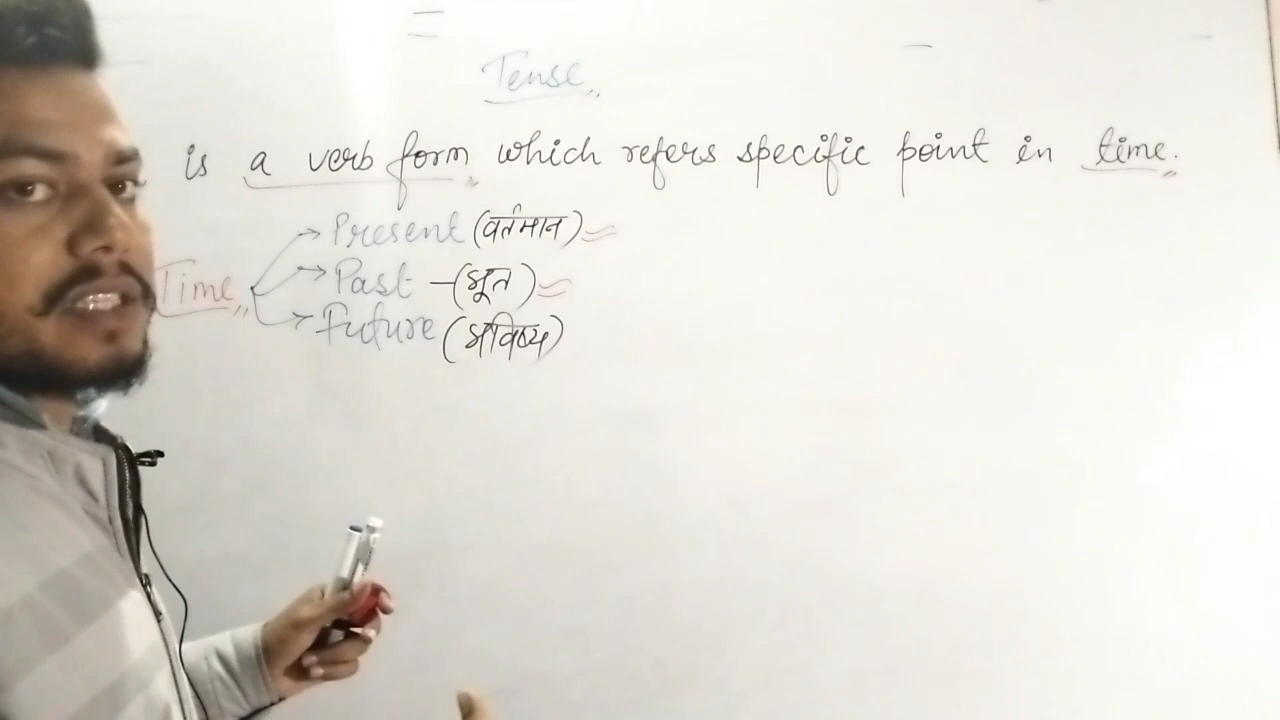 Tense
is a verb form which refers specific point in time.
Present (वर्तमान)
Time Past - (भूत)
Future (भविष्य)